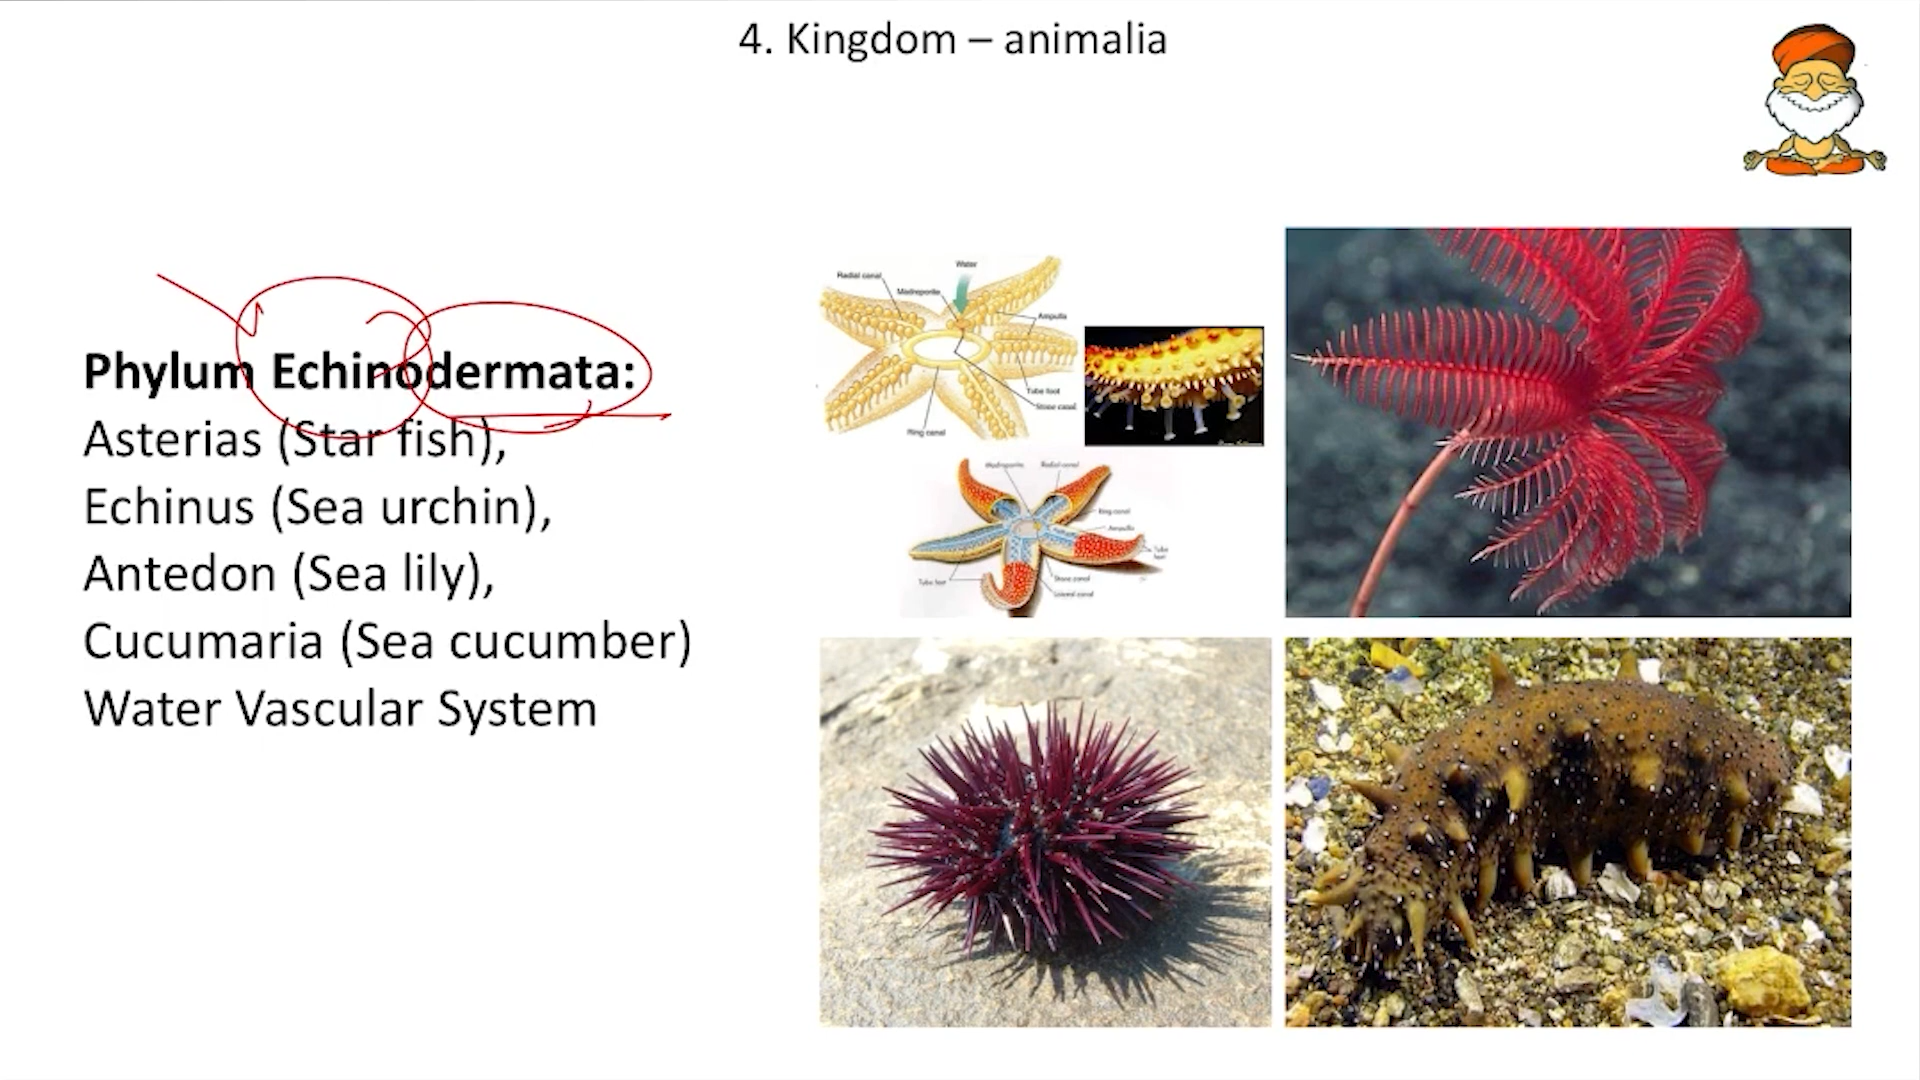 4. Kingdom – animalia
Phylum Echinodermata:
Asterias (Star fish),
Echinus (Sea urchin),
Antedon (Sea lily),
Cucumaria (Sea cucumber)
Water Vascular System
Water
Radial canal
Madreporite
Ampulla
Tube foot
Stone canal
Ring canal
Madreporite
Radial canal
Ring canal
Ampulla
Tube
feet
Tube feet
Stone canal
Lateral canal